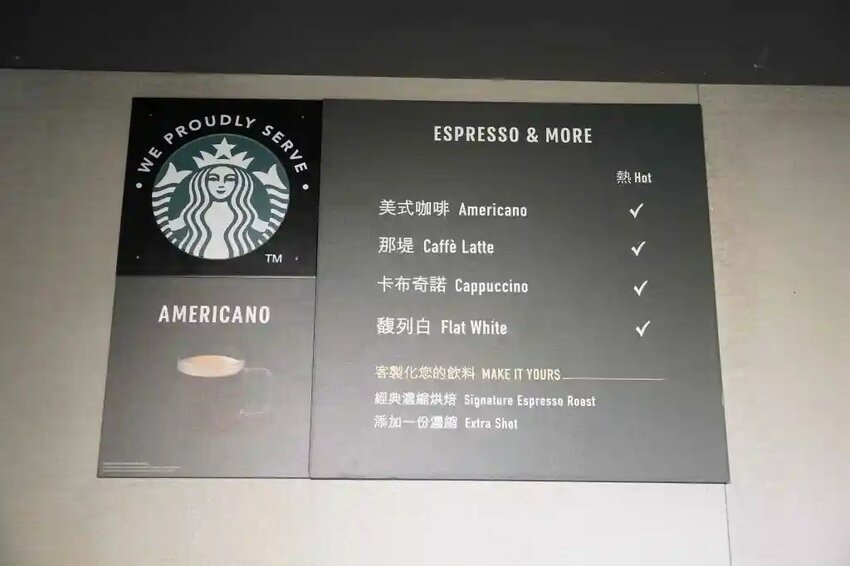 WE PROUDLY SERVE
TM
AMERICANO
ESPRESSO & MORE
熱 Hot
美式咖啡 Americano
那堤 Caffè Latte
卡布奇諾 Cappuccino
馥列白 Flat White
客製化您的飲料 MAKE IT YOURS
經典濃縮烘焙 Signature Espresso Roast
添加一份濃縮 Extra Shot